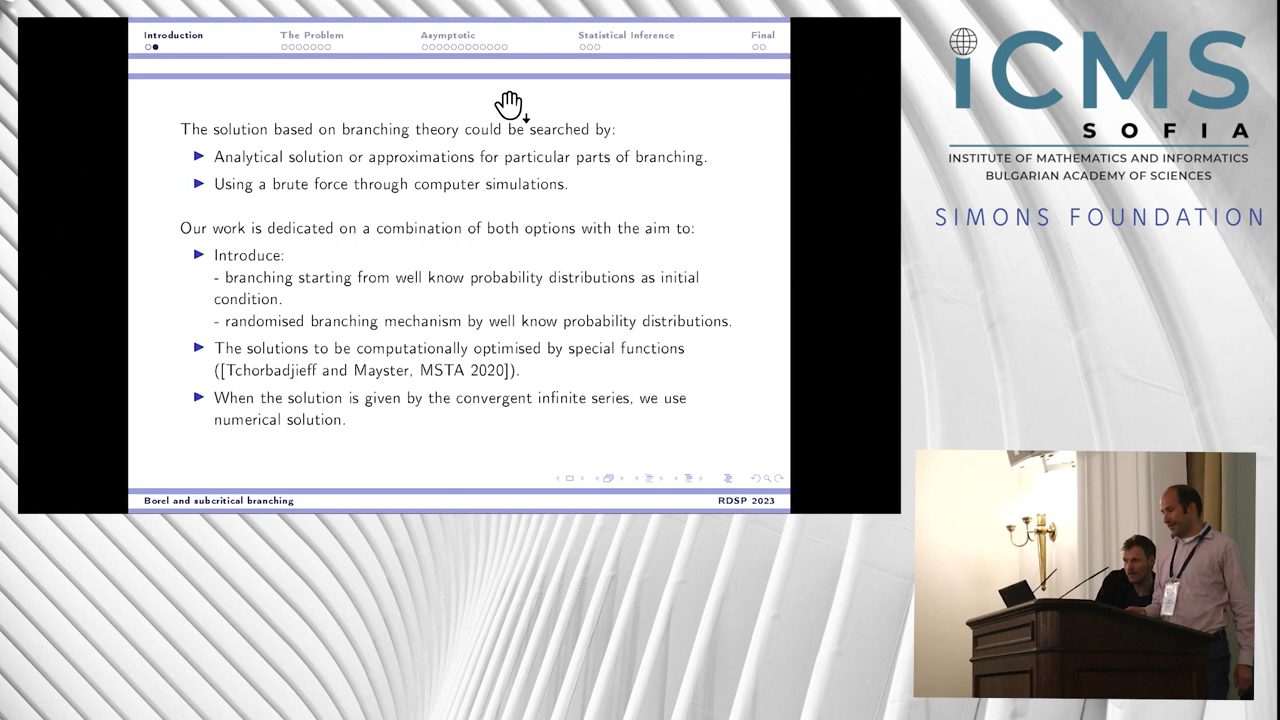 Introduction
The Problem
Asymptotic
Statistical Inference
Final
The solution based on branching theory could be searched by:
Analytical solution or approximations for particular parts of branching.
Using a brute force through computer simulations.
Our work is dedicated on a combination of both options with the aim to:
Introduce:
- branching starting from well know probability distributions as initial
condition.
- randomised branching mechanism by well know probability distributions.
The solutions to be computationally optimised by special functions
([Tchorbadjieff and Mayster, MSTA 2020]).
When the solution is given by the convergent infinite series, we use
numerical solution.
Borel and subcritical branching
RDSP 2023
iCMS
SOFIA
INSTITUTE OF MATHEMATICS AND INFORMATICS
BULGARIAN ACADEMY OF SCIENCES
SIMONS FOUNDATION